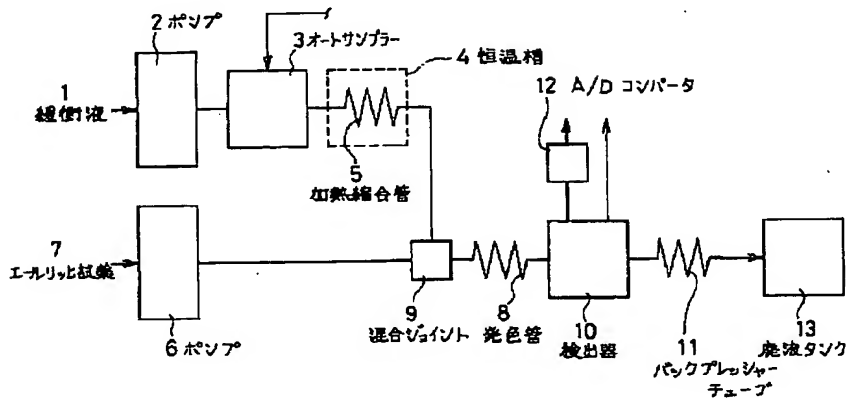 2 ポンプ
3 オートサンプラー
4 恒温槽
12 A/D コンバータ
1
緩衝液
5
加熱縮合管
7
エールリッヒ試薬
6 ポンプ
9
混合ジョイント
8
発色管
10
検出器
11
バックプレッシャー
チューブ
13
廃液タンク